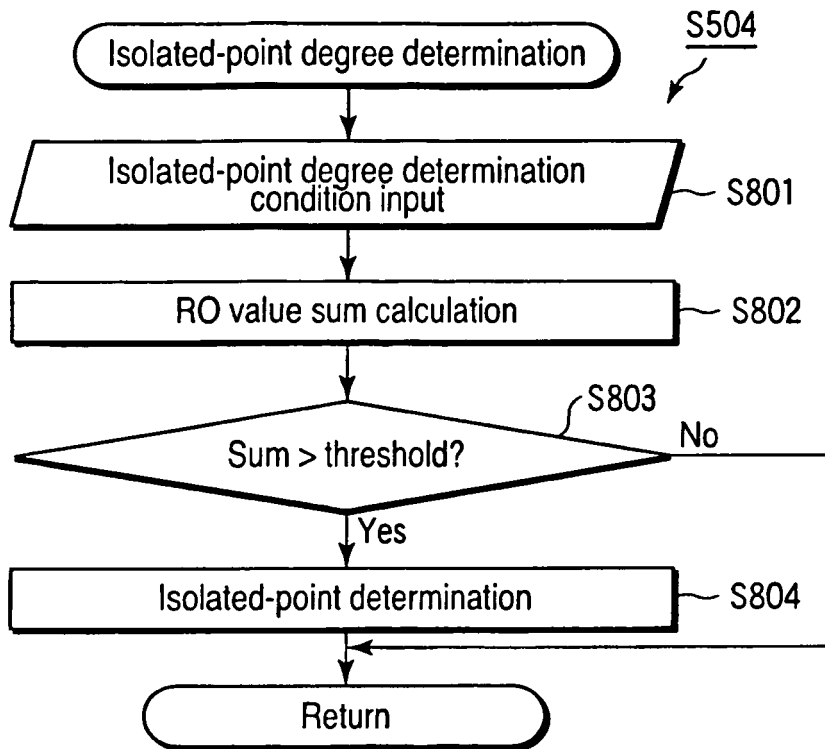 S504
Isolated-point degree determination
Isolated-point degree determination
condition input
S801
RO value sum calculation
S802
S803
Sum > threshold?
No
Yes
Isolated-point determination
S804
Return